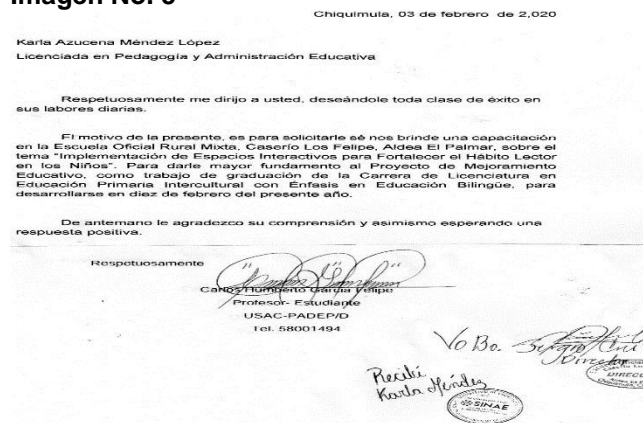 Imagen No. 3
Chiquimula, 03 de febrero de 2,020
Karla Azucena Méndez López
Licenciada en Pedagogía y Administración Educativa
Respetuosamente me dirijo a usted, deseándole toda clase de éxito en
sus labores diarias.
El motivo de la presente, es para solicitarle sé nos brinde una capacitación
en la Escuela Oficial Rural Mixta, Caserío Los Felipe, Aldea El Palmar, sobre el
tema "Implementación de Espacios Interactivos para Fortalecer el Hábito Lector
en los Niños". Para darle mayor fundamento al Proyecto de Mejoramiento
Educativo, como trabajo de graduación de la Carrera de Licenciatura en
Educación Primaria Intercultural con Énfasis en Educación Bilingüe, para
desarrollarse en diez de febrero del presente año.
De antemano le agradezco su comprensión y asimismo esperando una
respuesta positiva.
Respetuosamente
Carlos Humberto García Felipe
Profesor- Estudiante
USAC-PADEP/D
Tel. 58001494
Vo Bo. Sergio
Director
Recibí
Karla Méndez
SINAE